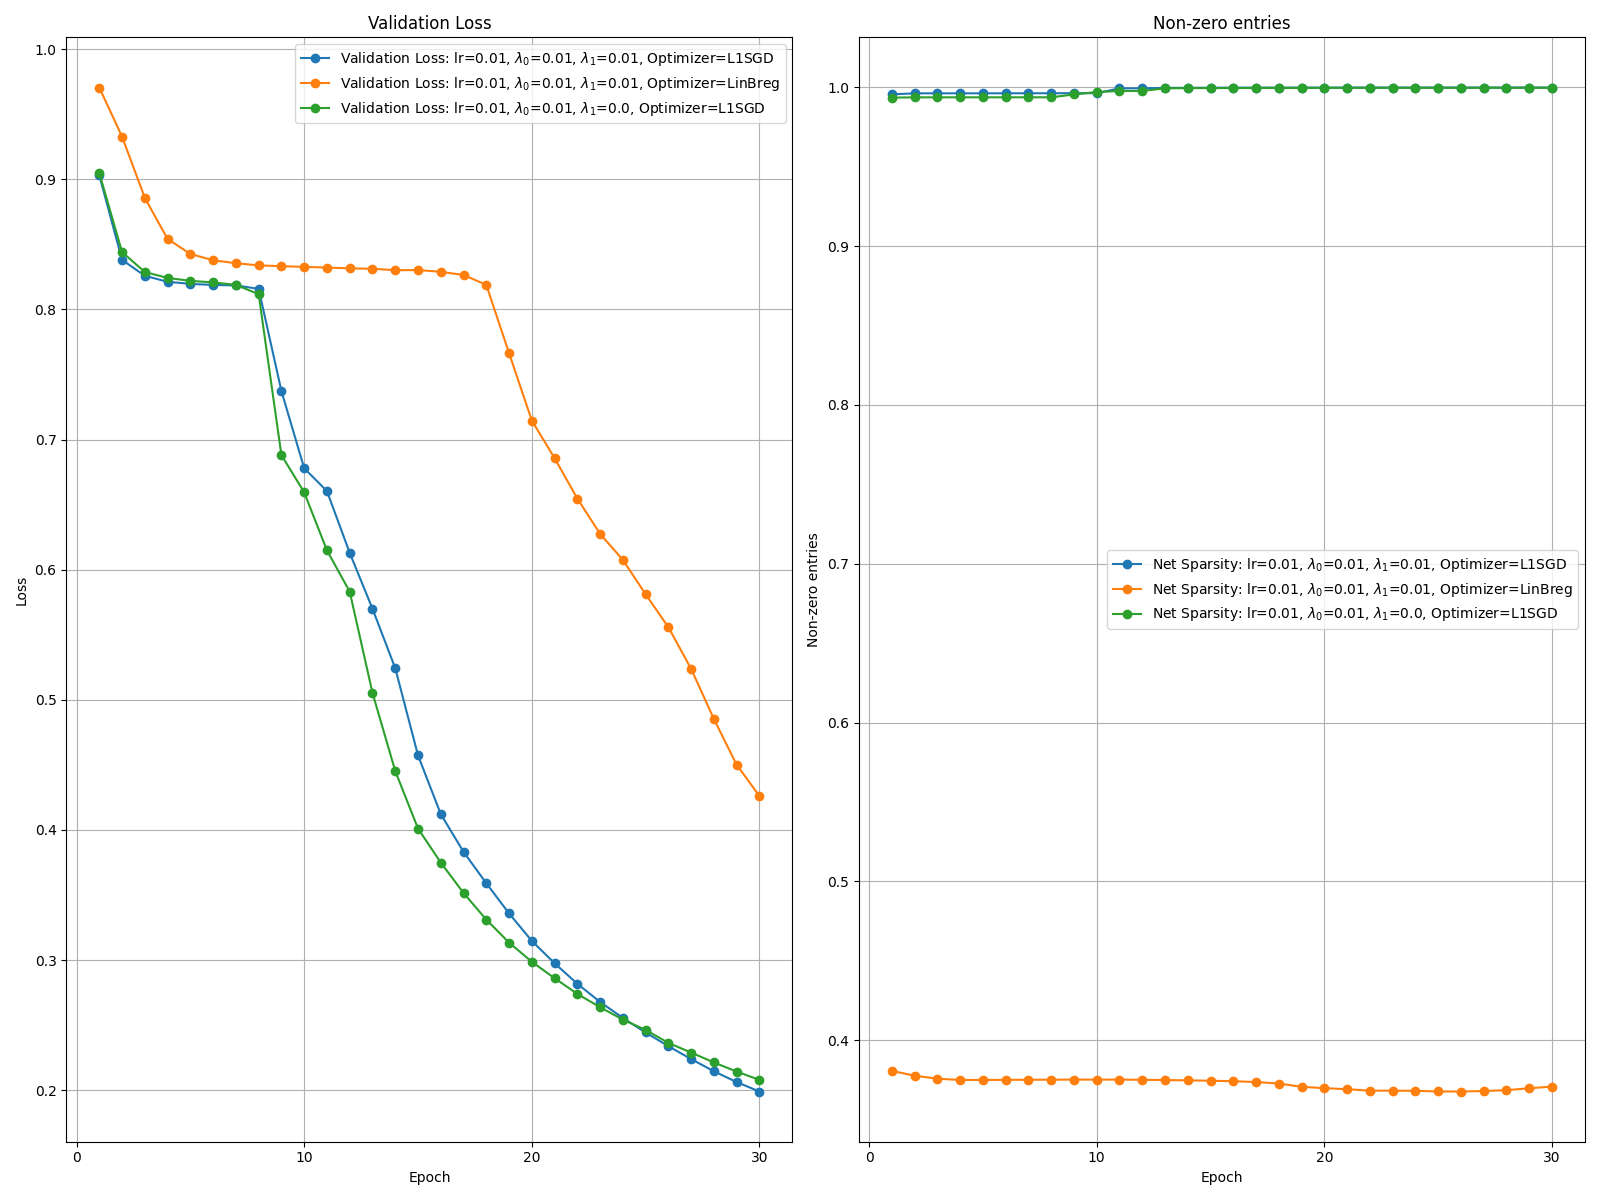 Validation Loss
Validation Loss: lr=0.01, λ₀=0.01, λ₁=0.01, Optimizer=L1SGD
Validation Loss: lr=0.01, λ₀=0.01, λ₁=0.01, Optimizer=LinBreg
Validation Loss: lr=0.01, λ₀=0.01, λ₁=0.0, Optimizer=L1SGD
1.0
0.9
0.8
0.7
0.6
0.5
0.4
0.3
0.2
Loss
0 10 20 30
Epoch
Non-zero entries
1.0
0.9
0.8
0.7
0.6
0.5
0.4
Non-zero entries
Net Sparsity: lr=0.01, λ₀=0.01, λ₁=0.01, Optimizer=L1SGD
Net Sparsity: lr=0.01, λ₀=0.01, λ₁=0.01, Optimizer=LinBreg
Net Sparsity: lr=0.01, λ₀=0.01, λ₁=0.0, Optimizer=L1SGD
0 10 20 30
Epoch